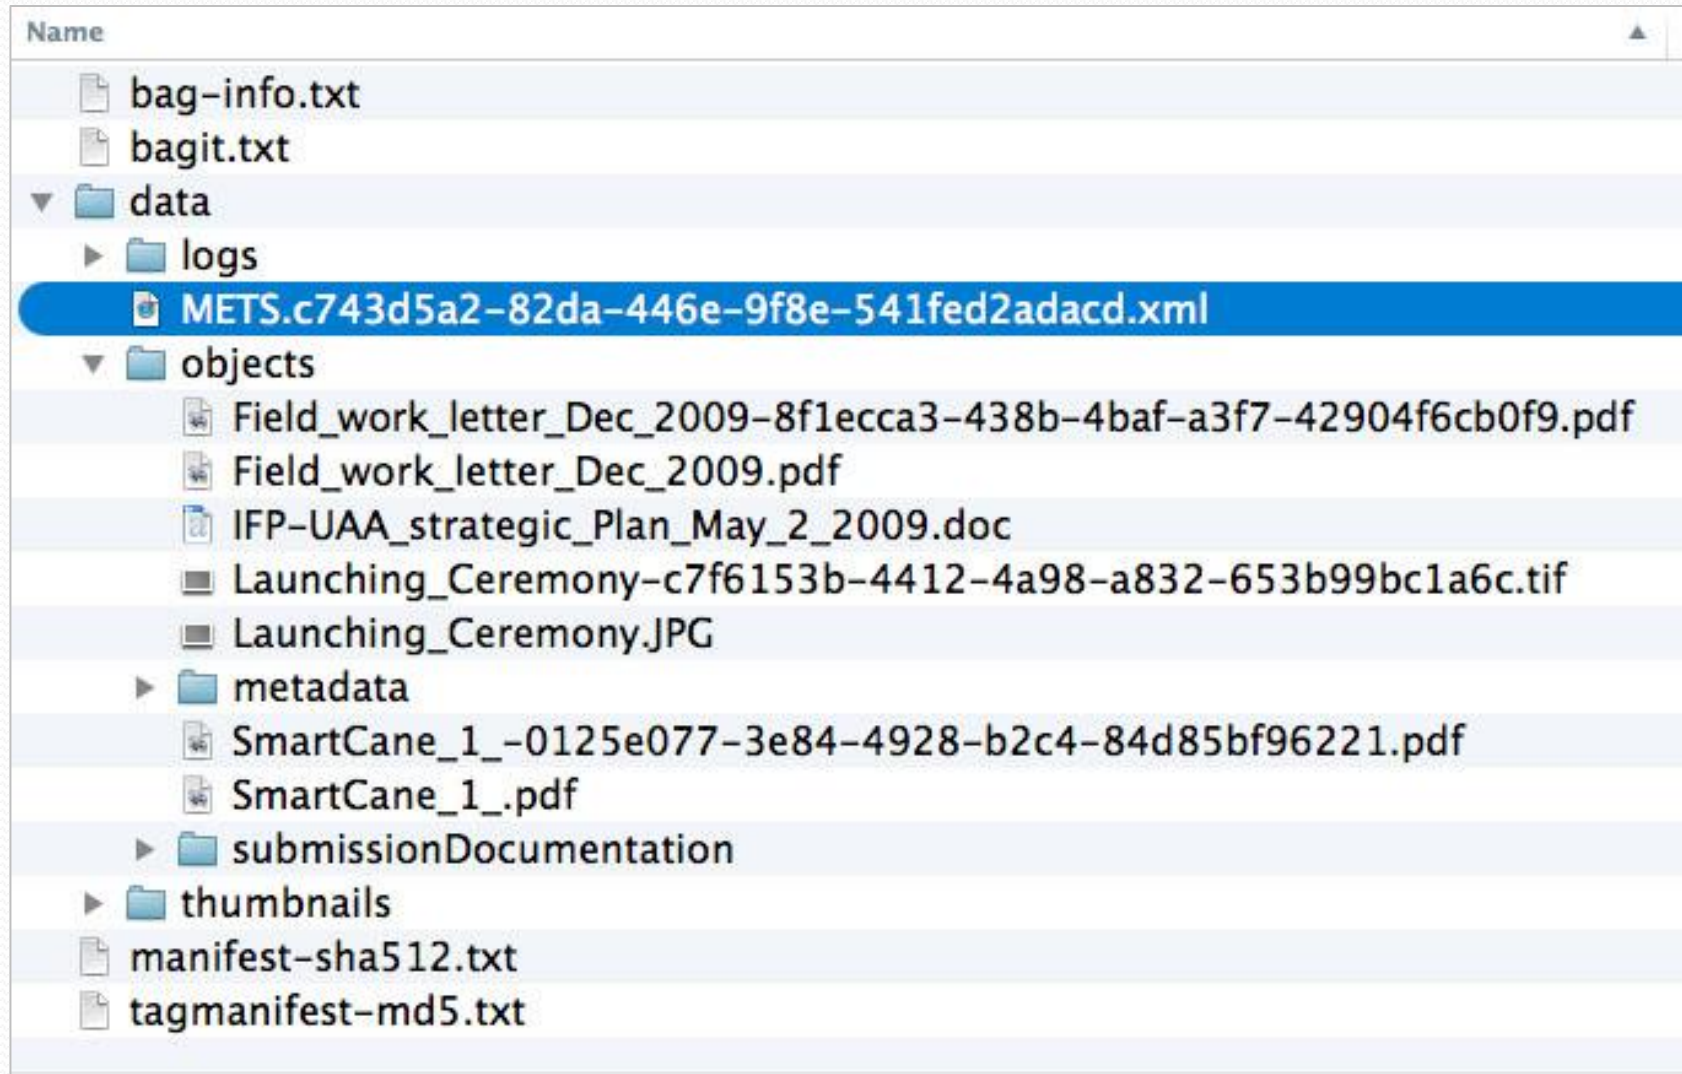 Name
bag-info.txt
bagit.txt
data
logs
METS.c743d5a2-82da-446e-9f8e-541fed2adacd.xml
objects
Field_work_letter_Dec_2009-8f1ecca3-438b-4baf-a3f7-42904f6cb0f9.pdf
Field_work_letter_Dec_2009.pdf
IFP-UAA_strategic_Plan_May_2_2009.doc
Launching_Ceremony-c7f6153b-4412-4a98-a832-653b99bc1a6c.tif
Launching_Ceremony.JPG
metadata
SmartCane_1_-0125e077-3e84-4928-b2c4-84d85bf96221.pdf
SmartCane_1_.pdf
submissionDocumentation
thumbnails
manifest-sha512.txt
tagmanifest-md5.txt